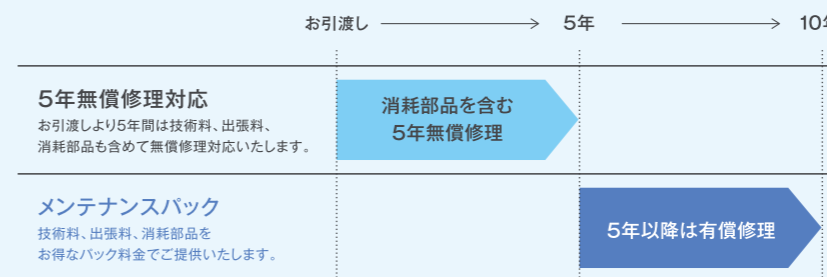 お引渡し 5年 10年
5年無償修理対応
お引渡しより5年間は技術料、出張料、
消耗部品も含めて無償修理対応いたします。
消耗部品を含む
5年無償修理
メンテナンスパック
技術料、出張料、消耗部品を
お得なパック料金でご提供いたします。
5年以降は有償修理